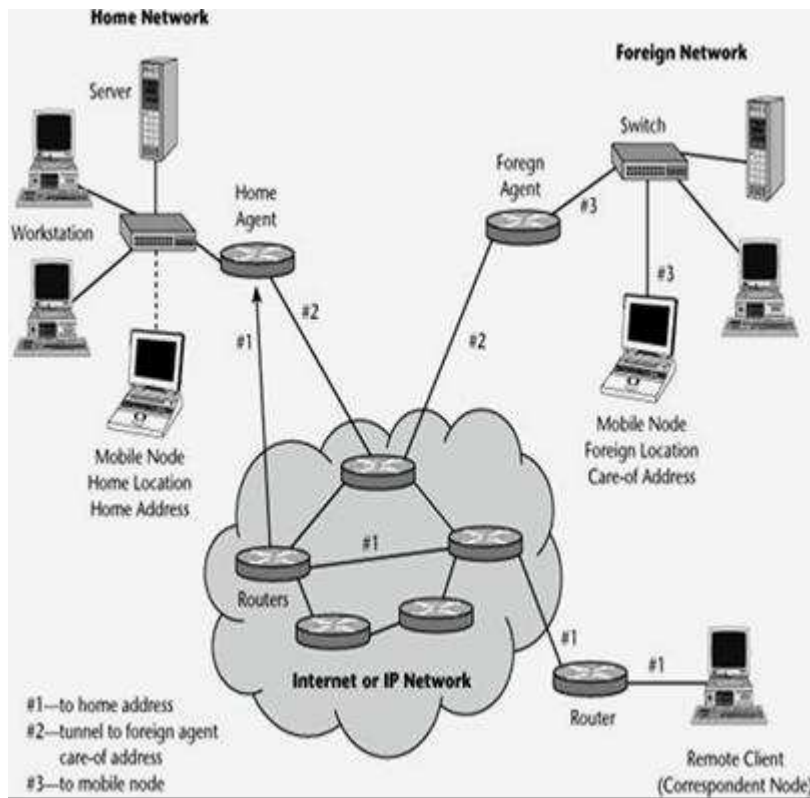 Home Network
Foreign Network
Server
Switch
Home
Agent
Foregn
Agent
#3
Workstation
#3
#2
#1
#2
Mobile Node
Home Location
Home Address
Mobile Node
Foreign Location
Care-of Address
#1
Routers
#1
#1
Internet or IP Network
Router
#1—to home address
#2—tunnel to foreign agent
care-of address
#3—to mobile node
Remote Client
(Correspondent Node)